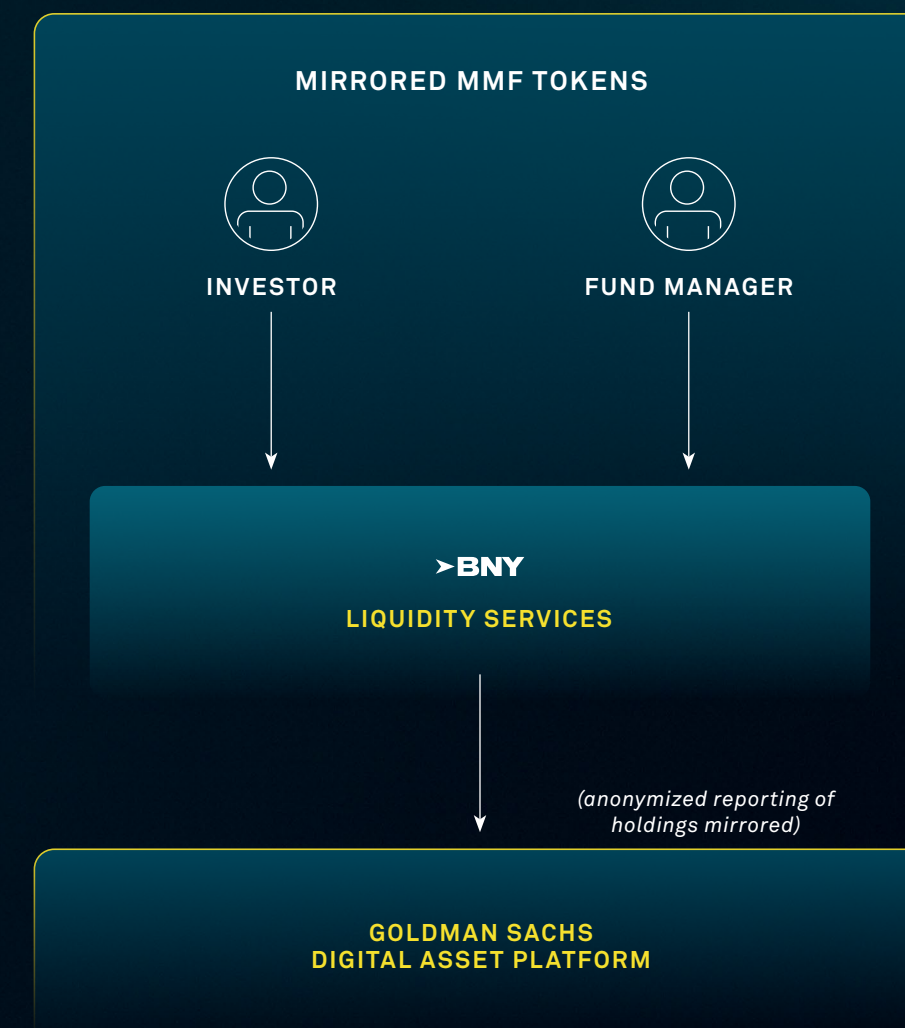 MIRRORED MMF TOKENS
INVESTOR
FUND MANAGER
BNY
LIQUIDITY SERVICES
(anonymized reporting of
holdings mirrored)
GOLDMAN SACHS
DIGITAL ASSET PLATFORM